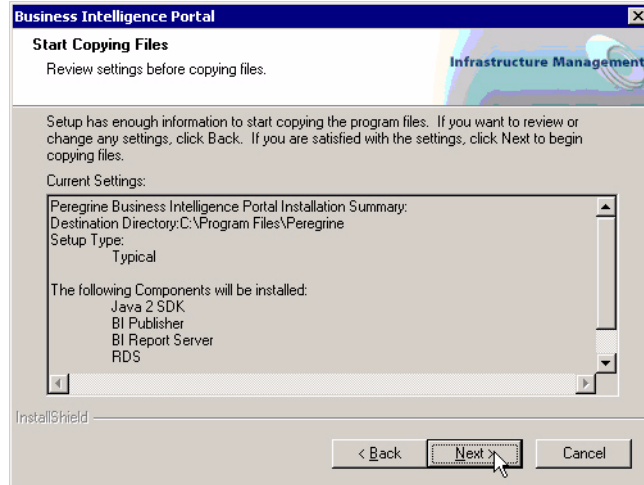 Business Intelligence Portal
Start Copying Files
Review settings before copying files.
Infrastructure Management
Setup has enough information to start copying the program files. If you want to review or
change any settings, click Back. If you are satisfied with the settings, click Next to begin
copying files.
Current Settings:
Peregrine Business Intelligence Portal Installation Summary:
Destination Directory:C:\Program Files\Peregrine
Setup Type:
Typical
The following Components will be installed:
Java 2 SDK
BI Publisher
BI Report Server
RDS
InstallShield
< Back
Next >
Cancel